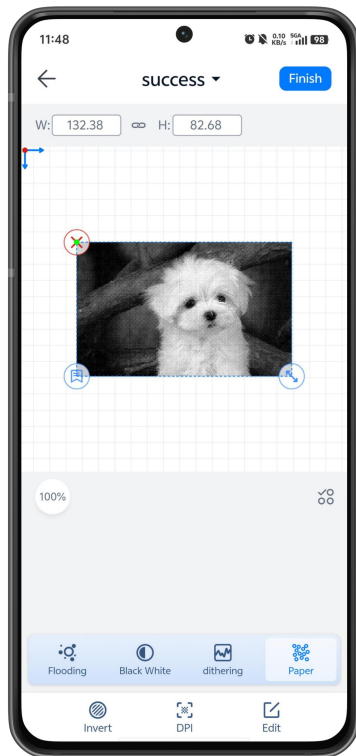 11:48
0.10 KB/s 5GA 98
success
Finish
W: 132.38 H: 82.68
100%
Flooding
Black White
dithering
Paper
Invert
DPI
Edit